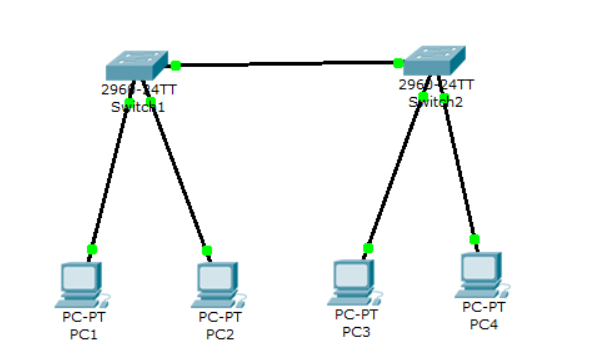 2960-24TT
Switch1
2960-24TT
Switch2
PC-PT
PC1
PC-PT
PC2
PC-PT
PC3
PC-PT
PC4